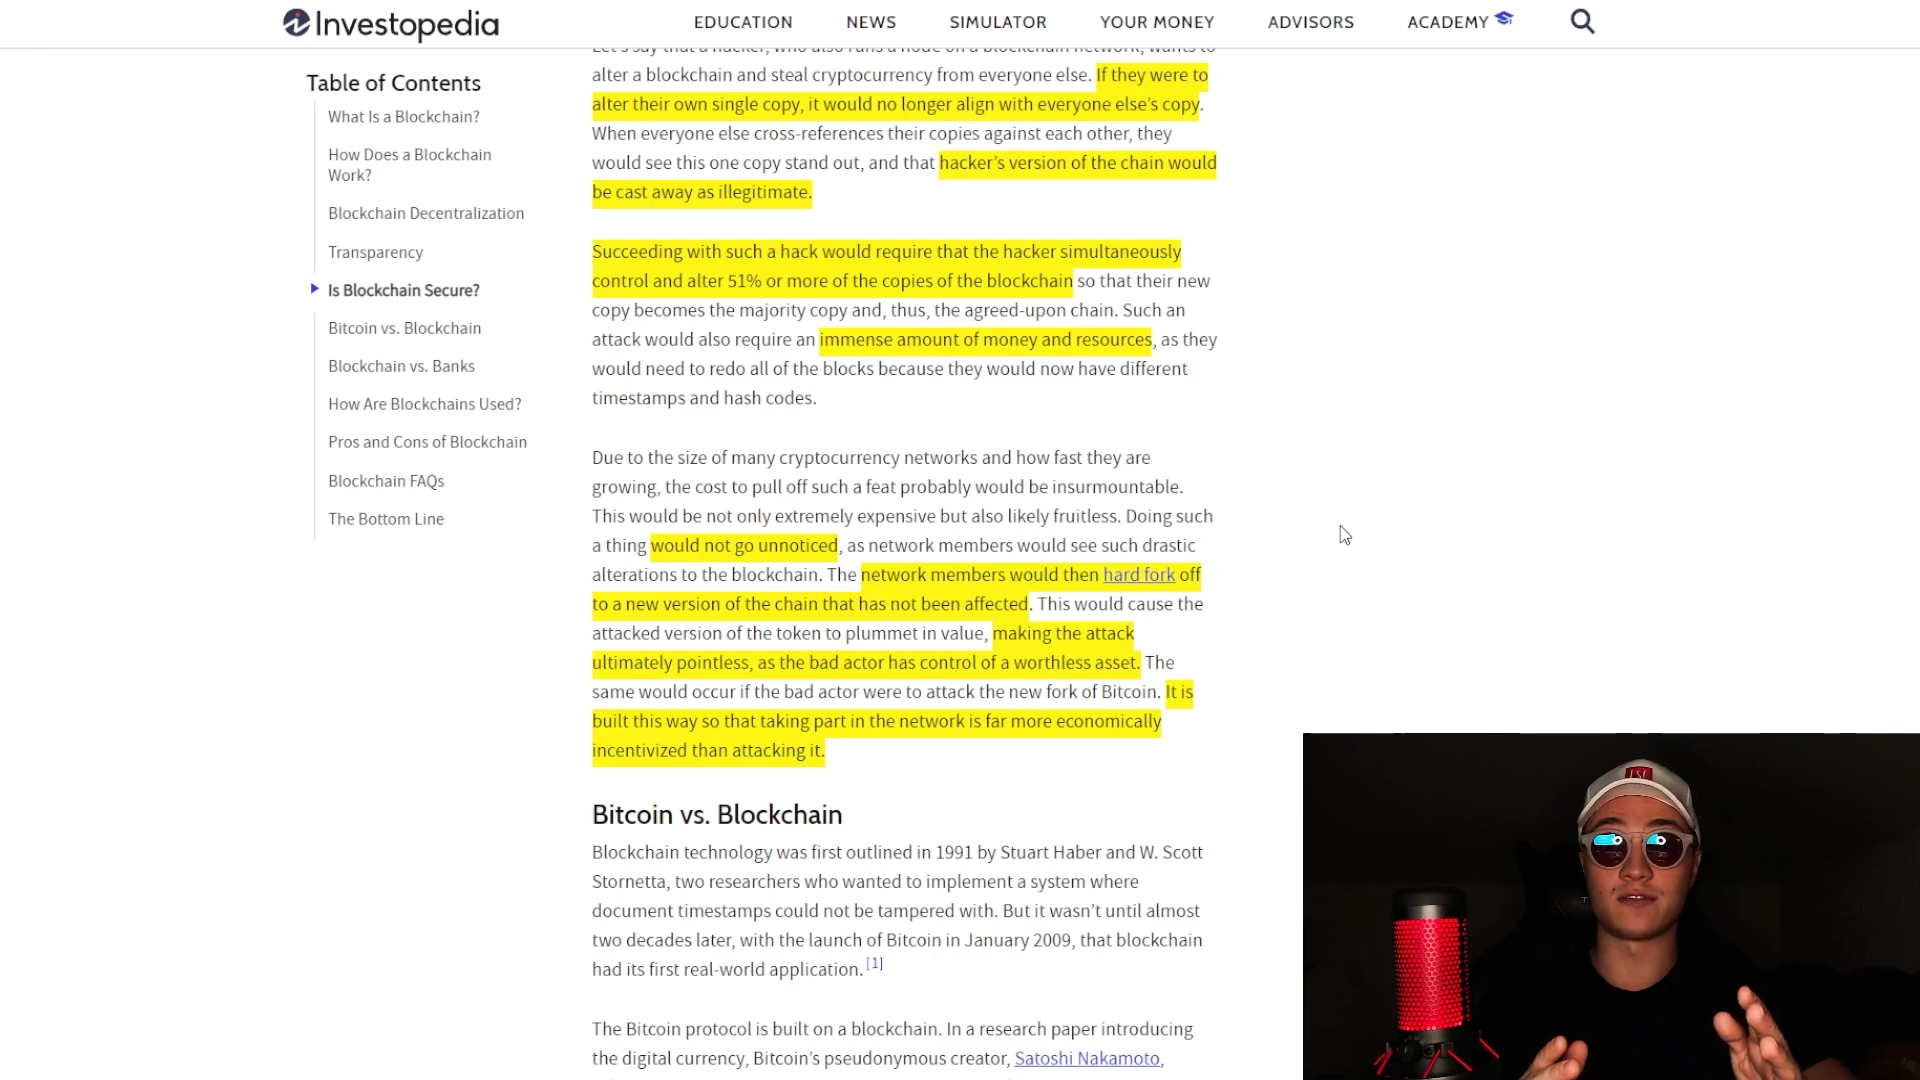 Investopedia
EDUCATION
NEWS
SIMULATOR
YOUR MONEY
ADVISORS
ACADEMY
Table of Contents
What Is a Blockchain?
How Does a Blockchain
Work?
Blockchain Decentralization
Transparency
Is Blockchain Secure?
Bitcoin vs. Blockchain
Blockchain vs. Banks
How Are Blockchains Used?
Pros and Cons of Blockchain
Blockchain FAQs
The Bottom Line
Let's say that a hacker, who also runs a node on a blockchain network, wants to
alter a blockchain and steal cryptocurrency from everyone else. If they were to
alter their own single copy, it would no longer align with everyone else's copy.
When everyone else cross-references their copies against each other, they
would see this one copy stand out, and that hacker's version of the chain would
be cast away as illegitimate.
Succeeding with such a hack would require that the hacker simultaneously
control and alter 51% or more of the copies of the blockchain so that their new
copy becomes the majority copy and, thus, the agreed-upon chain. Such an
attack would also require an immense amount of money and resources, as they
would need to redo all of the blocks because they would now have different
timestamps and hash codes.
Due to the size of many cryptocurrency networks and how fast they are
growing, the cost to pull off such a feat probably would be insurmountable.
This would be not only extremely expensive but also likely fruitless. Doing such
a thing would not go unnoticed, as network members would see such drastic
alterations to the blockchain. The network members would then hard fork off
to a new version of the chain that has not been affected. This would cause the
attacked version of the token to plummet in value, making the attack
ultimately pointless, as the bad actor has control of a worthless asset. The
same would occur if the bad actor were to attack the new fork of Bitcoin. It is
built this way so that taking part in the network is far more economically
incentivized than attacking it.
Bitcoin vs. Blockchain
Blockchain technology was first outlined in 1991 by Stuart Haber and W. Scott
Stornetta, two researchers who wanted to implement a system where
document timestamps could not be tampered with. But it wasn't until almost
two decades later, with the launch of Bitcoin in January 2009, that blockchain
had its first real-world application. [1]
The Bitcoin protocol is built on a blockchain. In a research paper introducing
the digital currency, Bitcoin's pseudonymous creator, Satoshi Nakamoto,